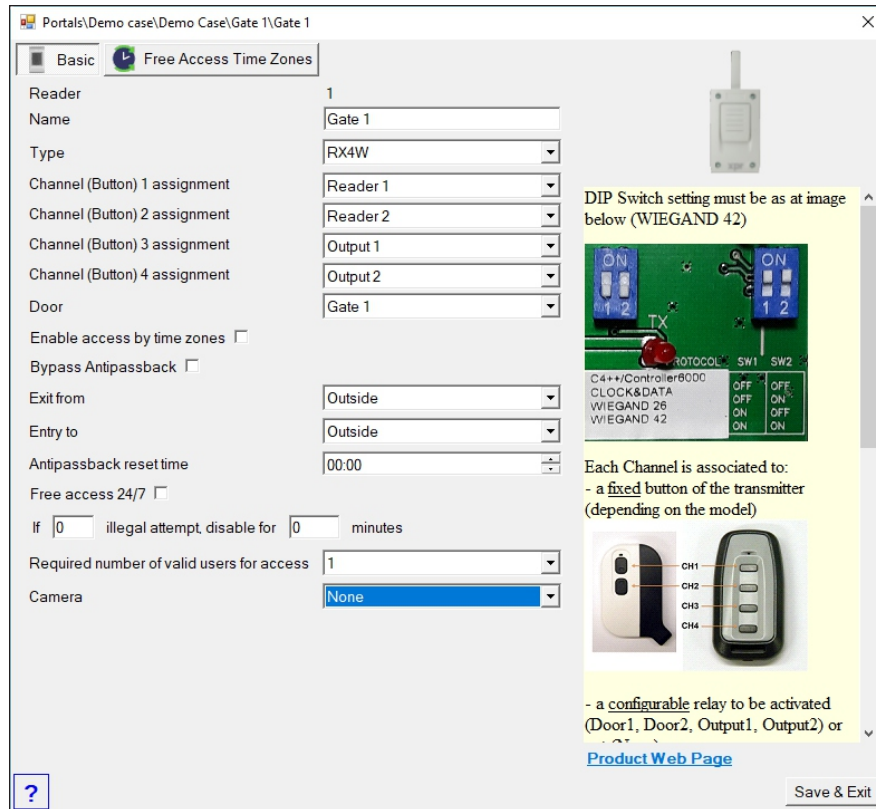 Portals\Demo case\Demo Case\Gate 1\Gate 1
Basic Free Access Time Zones
Reader 1
Name Gate 1
Type RX4W
Channel (Button) 1 assignment Reader 1
Channel (Button) 2 assignment Reader 2
Channel (Button) 3 assignment Output 1
Channel (Button) 4 assignment Output 2
Door Gate 1
Enable access by time zones
Bypass Antipassback
Exit from Outside
Entry to Outside
Antipassback reset time 00:00
Free access 24/7
If 0 illegal attempt, disable for 0 minutes
Required number of valid users for access 1
Camera None
DIP Switch setting must be as at image
below (WIEGAND 42)
ON ON
1 2 1 2
TX
PROTOCOL SW1 SW2
C4++/Controller6000 OFF OFF
CLOCK&DATA OFF ON
WIEGAND 26 ON OFF
WIEGAND 42 ON ON
Each Channel is associated to:
- a fixed button of the transmitter
(depending on the model)
CH1
CH2
CH3
CH4
- a configurable relay to be activated
(Door1, Door2, Output1, Output2) or
Product Web Page
? Save & Exit